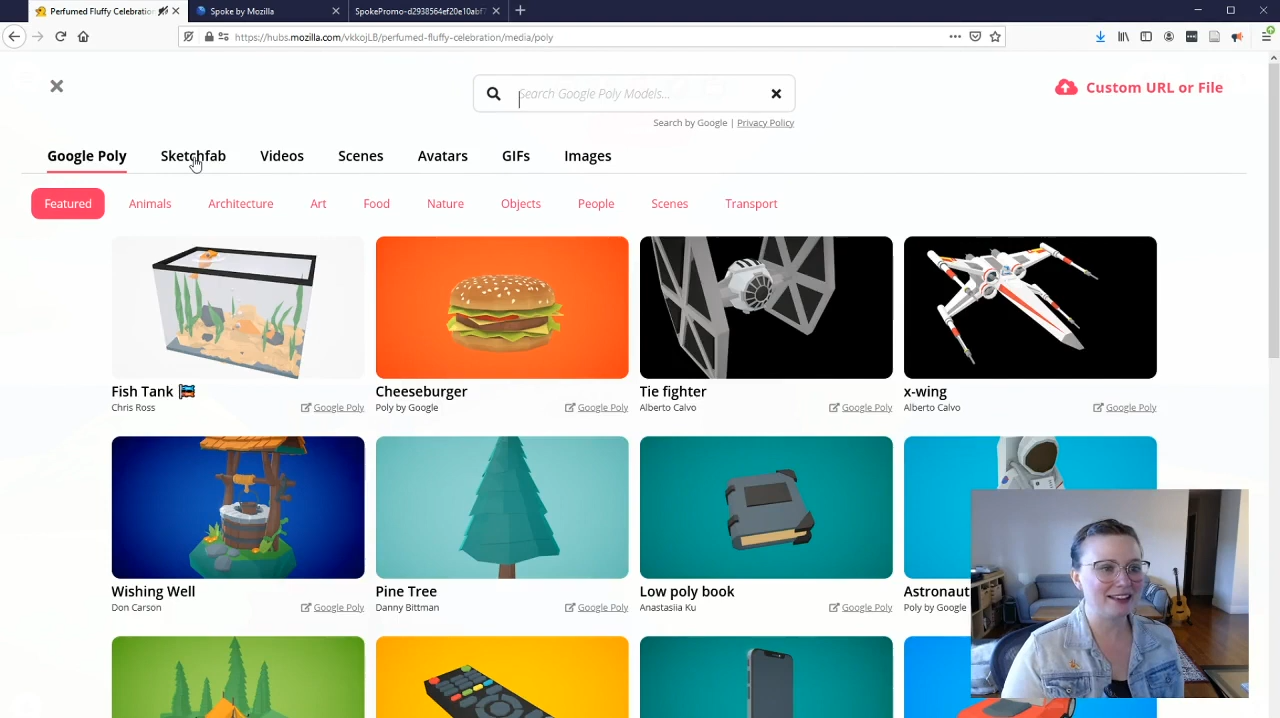 Perfumed Fluffy Celebration
Spoke by Mozilla
SpokePromo-d2938564ef20e10abf7
https://hubs.mozilla.com/vkkojLB/perfumed-fluffy-celebration/media/poly
Search Google Poly Models...
Custom URL or File
Search by Google | Privacy Policy
Google Poly Sketchfab Videos Scenes Avatars GIFs Images
Featured Animals Architecture Art Food Nature Objects People Scenes Transport
Fish Tank Cheeseburger Tie fighter x-wing
Chris Ross Google Poly Poly by Google Google Poly Alberto Calvo Google Poly Alberto Calvo Google Poly
Wishing Well Pine Tree Low poly book Astronaut
Don Carson Google Poly Danny Bittman Google Poly Anastasiia Ku Google Poly Poly by Google